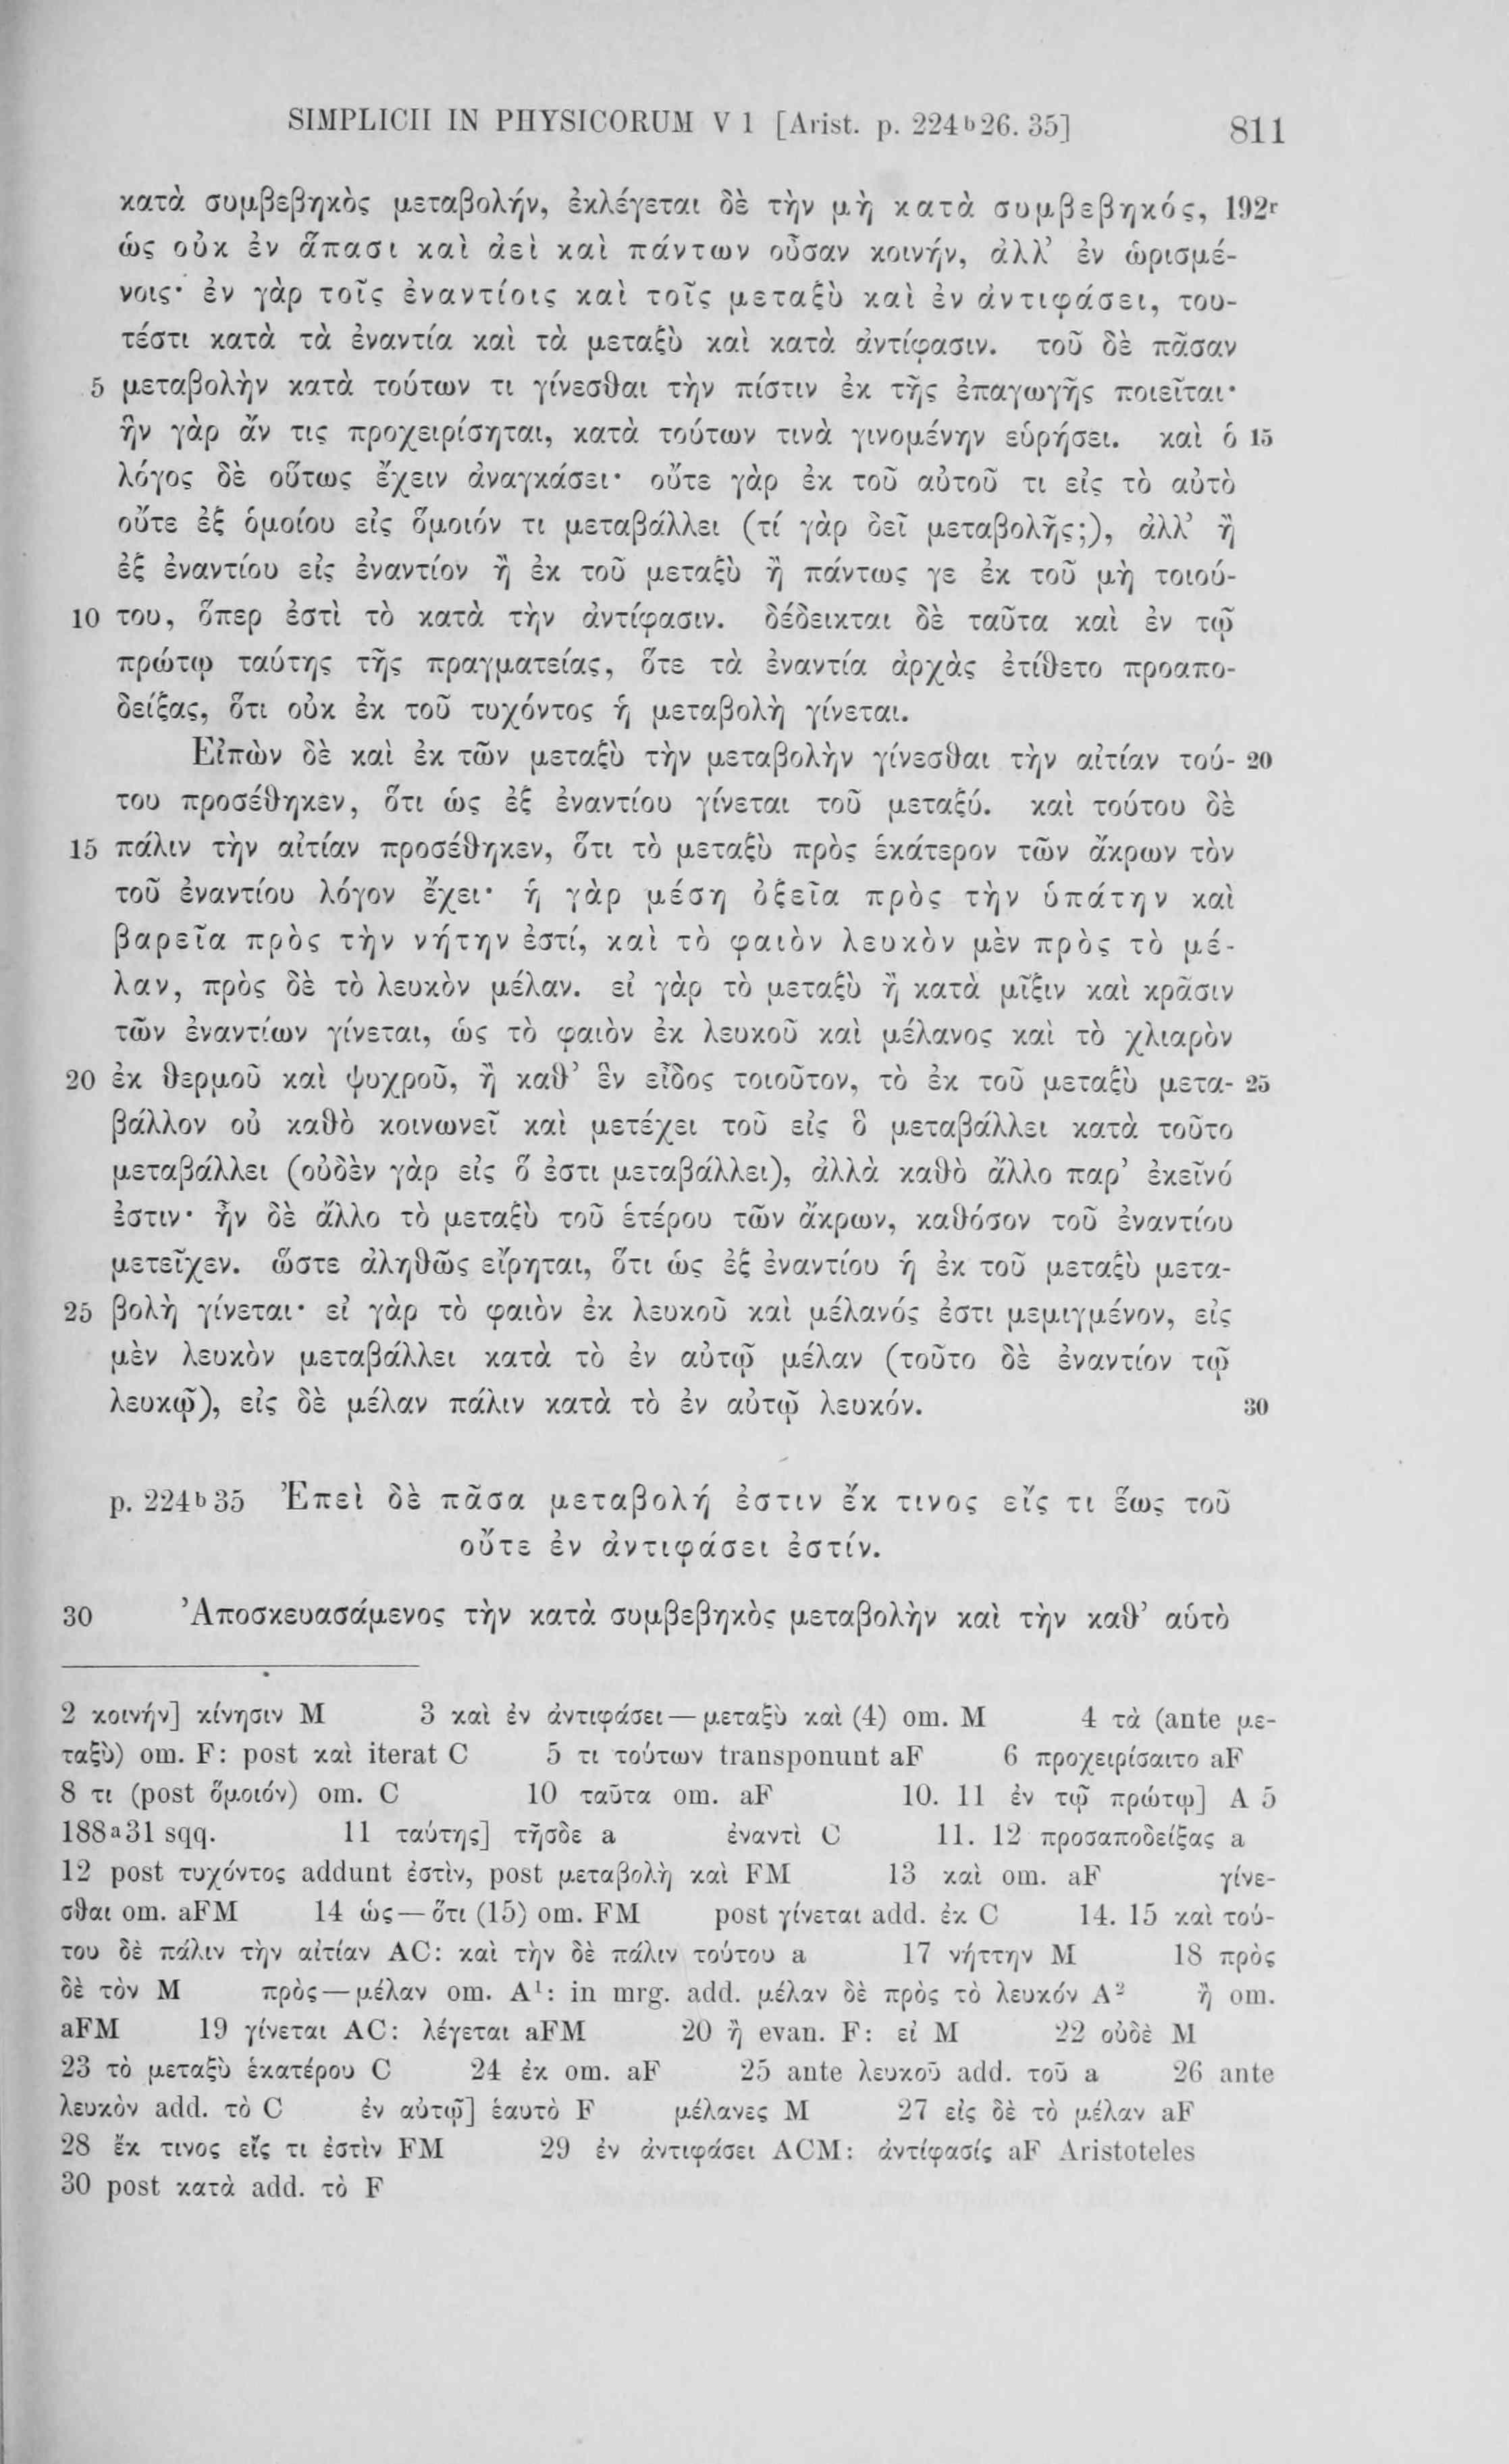 SIMPLICII IN PHYSICORUM V 1 [Arist. p. 224ᵇ26. 35] 811
κατὰ συμβεβηκὸς μεταβολήν, ἐκλέγεται δὲ τὴν μὴ κατὰ συμβεβηκός, 192ʳ
ὡς οὐκ ἐν ἅπασι καὶ ἀεὶ καὶ πάντων οὖσαν κοινήν, ἀλλ’ ἐν ὡρισμέ-
νοις· ἐν γὰρ τοῖς ἐναντίοις καὶ τοῖς μεταξὺ καὶ ἐν ἀντιφάσει, του-
τέστι κατὰ τὰ ἐναντία καὶ τὰ μεταξὺ καὶ κατὰ ἀντίφασιν. τοῦ δὲ πᾶσαν
5 μεταβολὴν κατὰ τούτων τι γίνεσθαι τὴν πίστιν ἐκ τῆς ἐπαγωγῆς ποιεῖται·
ἣν γὰρ ἄν τις προχειρίσηται, κατὰ τούτων τινὰ γινομένην εὑρήσει. καὶ ὁ 15
λόγος δὲ οὕτως ἔχειν ἀναγκάσει· οὔτε γὰρ ἐκ τοῦ αὐτοῦ τι εἰς τὸ αὐτὸ
οὔτε ἐξ ὁμοίου εἰς ὅμοιόν τι μεταβάλλει (τί γὰρ δεῖ μεταβολῆς;), ἀλλ’ ἢ
ἐξ ἐναντίου εἰς ἐναντίον ἢ ἐκ τοῦ μεταξὺ ἢ πάντως γε ἐκ τοῦ μὴ τοιού-
10 του, ὅπερ ἐστὶ τὸ κατὰ τὴν ἀντίφασιν. δέδεικται δὲ ταῦτα καὶ ἐν τῷ
πρώτῳ ταύτης τῆς πραγματείας, ὅτε τὰ ἐναντία ἀρχὰς ἐτίθετο προαπο-
δείξας, ὅτι οὐκ ἐκ τοῦ τυχόντος ἡ μεταβολὴ γίνεται.
Εἰπὼν δὲ καὶ ἐκ τῶν μεταξὺ τὴν μεταβολὴν γίνεσθαι τὴν αἰτίαν τού- 20
του προσέθηκεν, ὅτι ὡς ἐξ ἐναντίου γίνεται τοῦ μεταξύ. καὶ τούτου δὲ
15 πάλιν τὴν αἰτίαν προσέθηκεν, ὅτι τὸ μεταξὺ πρὸς ἑκάτερον τῶν ἄκρων τὸν
τοῦ ἐναντίου λόγον ἔχει· ἡ γὰρ μέση ὀξεῖα πρὸς τὴν ὑπάτην καὶ
βαρεῖα πρὸς τὴν νήτην ἐστί, καὶ τὸ φαιὸν λευκὸν μὲν πρὸς τὸ μέ-
λαν, πρὸς δὲ τὸ λευκὸν μέλαν. εἰ γὰρ τὸ μεταξὺ ἢ κατὰ μῖξιν καὶ κρᾶσιν
τῶν ἐναντίων γίνεται, ὡς τὸ φαιὸν ἐκ λευκοῦ καὶ μέλανος καὶ τὸ χλιαρὸν
20 ἐκ θερμοῦ καὶ ψυχροῦ, ἢ καθ’ ἓν εἶδος τοιοῦτον, τὸ ἐκ τοῦ μεταξὺ μετα- 25
βάλλον οὐ καθὸ κοινωνεῖ καὶ μετέχει τοῦ εἰς ὃ μεταβάλλει κατὰ τοῦτο
μεταβάλλει (οὐδὲν γὰρ εἰς ὅ ἐστι μεταβάλλει), ἀλλὰ καθὸ ἄλλο παρ’ ἐκεῖνό
ἐστιν· ἦν δὲ ἄλλο τὸ μεταξὺ τοῦ ἑτέρου τῶν ἄκρων, καθόσον τοῦ ἐναντίου
μετεῖχεν. ὥστε ἀληθῶς εἴρηται, ὅτι ὡς ἐξ ἐναντίου ἡ ἐκ τοῦ μεταξὺ μετα-
25 βολὴ γίνεται· εἰ γὰρ τὸ φαιὸν ἐκ λευκοῦ καὶ μέλανός ἐστι μεμιγμένον, εἰς
μὲν λευκὸν μεταβάλλει κατὰ τὸ ἐν αὐτῷ μέλαν (τοῦτο δὲ ἐναντίον τῷ
λευκῷ), εἰς δὲ μέλαν πάλιν κατὰ τὸ ἐν αὐτῷ λευκόν. 30
p. 224ᵇ35 Ἐπεὶ δὲ πᾶσα μεταβολή ἐστιν ἔκ τινος εἴς τι ἕως τοῦ
οὔτε ἐν ἀντιφάσει ἐστίν.
30 Ἀποσκευασάμενος τὴν κατὰ συμβεβηκὸς μεταβολὴν καὶ τὴν καθ’ αὑτὸ
2 κοινήν] κίνησιν M 3 καὶ ἐν ἀντιφάσει — μεταξὺ καὶ (4) om. M 4 τὰ (ante με-
ταξὺ) om. F: post καὶ iterat C 5 τι τούτων transponunt aF 6 προχειρίσαιτο aF
8 τι (post ὅμοιόν) om. C 10 ταῦτα om. aF 10. 11 ἐν τῷ πρώτῳ] A 5
188ᵃ31 sqq. 11 ταύτης] τῆσδε a ἐναντὶ C 11. 12 προσαποδείξας a
12 post τυχόντος addunt ἐστὶν, post μεταβολὴ καὶ FM 13 καὶ om. aF γίνε-
σθαι om. aFM 14 ὡς — ὅτι (15) om. FM post γίνεται add. ἐκ C 14. 15 καὶ τού-
του δὲ πάλιν τὴν αἰτίαν AC: καὶ τὴν δὲ πάλιν τούτου a 17 νήττην M 18 πρὸς
δὲ τὸν M πρὸς — μέλαν om. A¹: in mrg. add. μέλαν δὲ πρὸς τὸ λευκόν A² ἢ om.
aFM 19 γίνεται AC: λέγεται aFM 20 ἢ evan. F: εἰ M 22 οὐδὲ M
23 τὸ μεταξὺ ἑκατέρου C 24 ἐκ om. aF 25 ante λευκοῦ add. τοῦ a 26 ante
λευκὸν add. τὸ C ἐν αὐτῷ] ἑαυτὸ F μέλανες M 27 εἰς δὲ τὸ μέλαν aF
28 ἔκ τινος εἴς τι ἐστὶν FM 29 ἐν ἀντιφάσει ACM: ἀντίφασίς aF Aristoteles
30 post κατὰ add. τὸ F